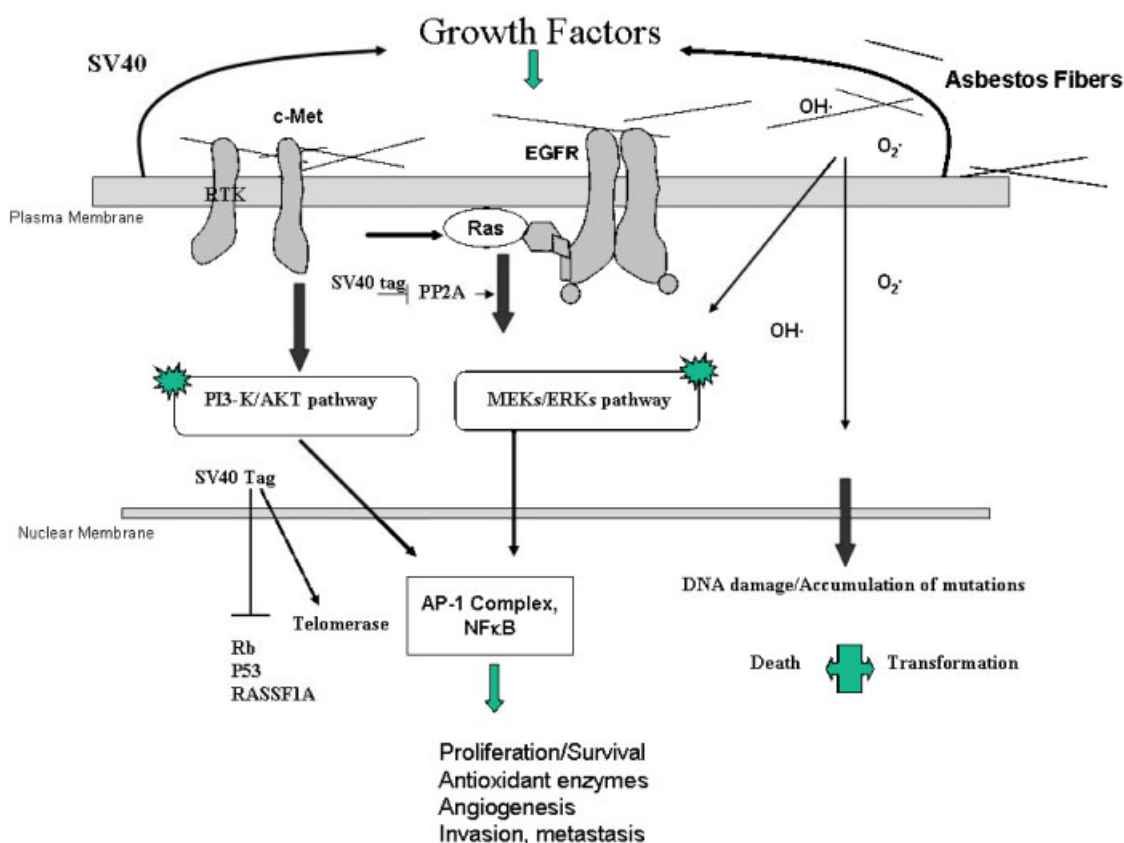 Growth Factors
SV40
Asbestos Fibers
OH·
c-Met
O₂·
EGFR
RTK
Plasma Membrane
Ras
SV40 tag
PP2A
O₂·
OH·
PI3-K/AKT pathway
MEKs/ERKs pathway
SV40 Tag
Nuclear Membrane
DNA damage/Accumulation of mutations
AP-1 Complex,
NFκB
Telomerase
Rb
P53
RASSF1A
Death
Transformation
Proliferation/Survival
Antioxidant enzymes
Angiogenesis
Invasion, metastasis